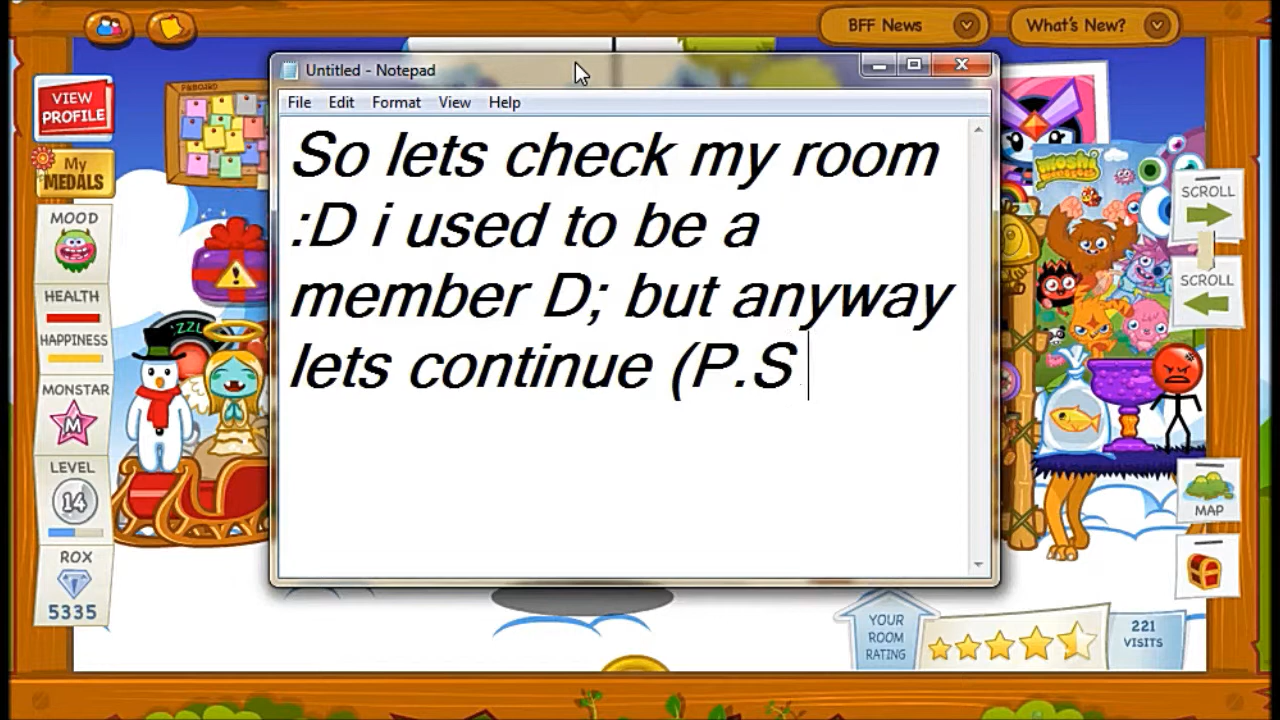 BFF News
What's New?
Untitled - Notepad
File Edit Format View Help
So lets check my room
:D i used to be a
member D; but anyway
lets continue (P.S
VIEW
PROFILE
My
MEDALS
MOOD
HEALTH
HAPPINESS
MONSTAR
M
LEVEL
14
ROX
5335
PINBOARD
SCROLL
SCROLL
MAP
YOUR
ROOM
RATING
221
VISITS